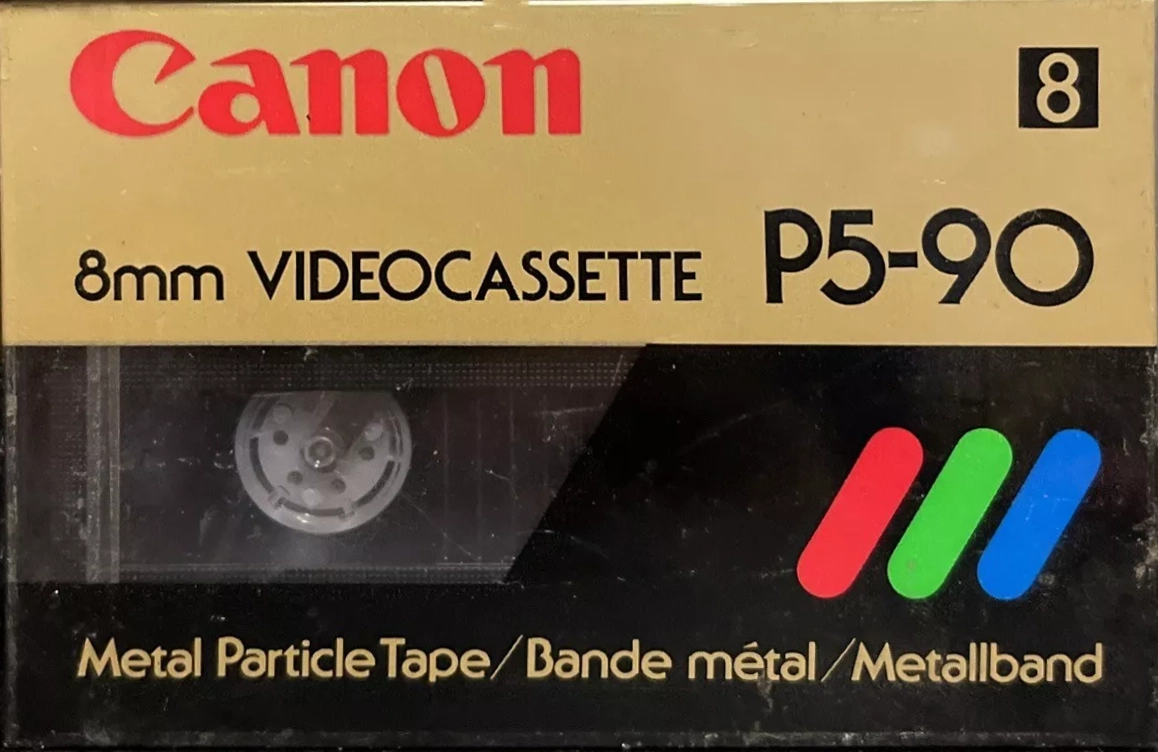 Canon
8
8mm VIDEOCASSETTE P5-90
Metal Particle Tape/Bande métal/Metallband